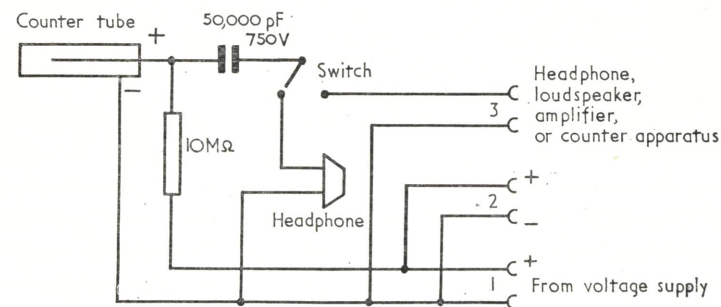 Counter tube
+
−
50,000 pF
750V
Switch
10MΩ
Headphone
Headphone,
loudspeaker,
amplifier,
or counter apparatus
3
+
2
−
+
1
From voltage supply